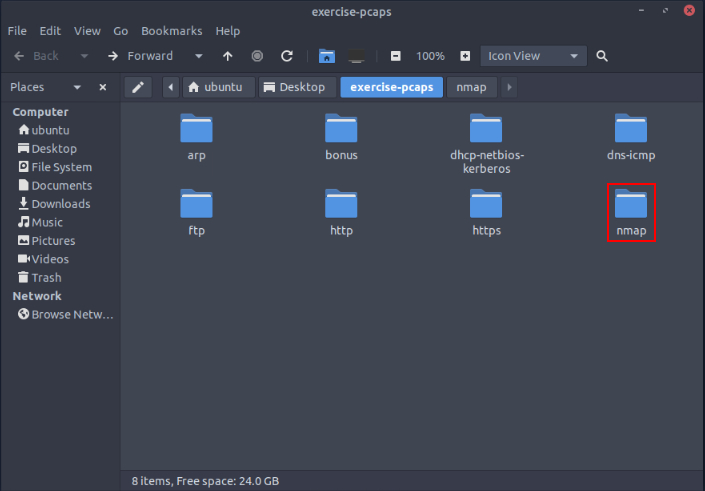 exercise-pcaps
File Edit View Go Bookmarks Help
Back Forward 100% Icon View
Places ubuntu Desktop exercise-pcaps nmap
Computer
ubuntu
Desktop
File System
Documents
Downloads
Music
Pictures
Videos
Trash
Network
Browse Netw...
arp bonus dhcp-netbios-kerberos dns-icmp
ftp http https nmap
8 items, Free space: 24.0 GB